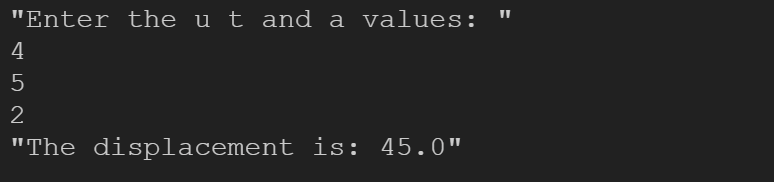 "Enter the u t and a values: "
4
5
2
"The displacement is: 45.0"